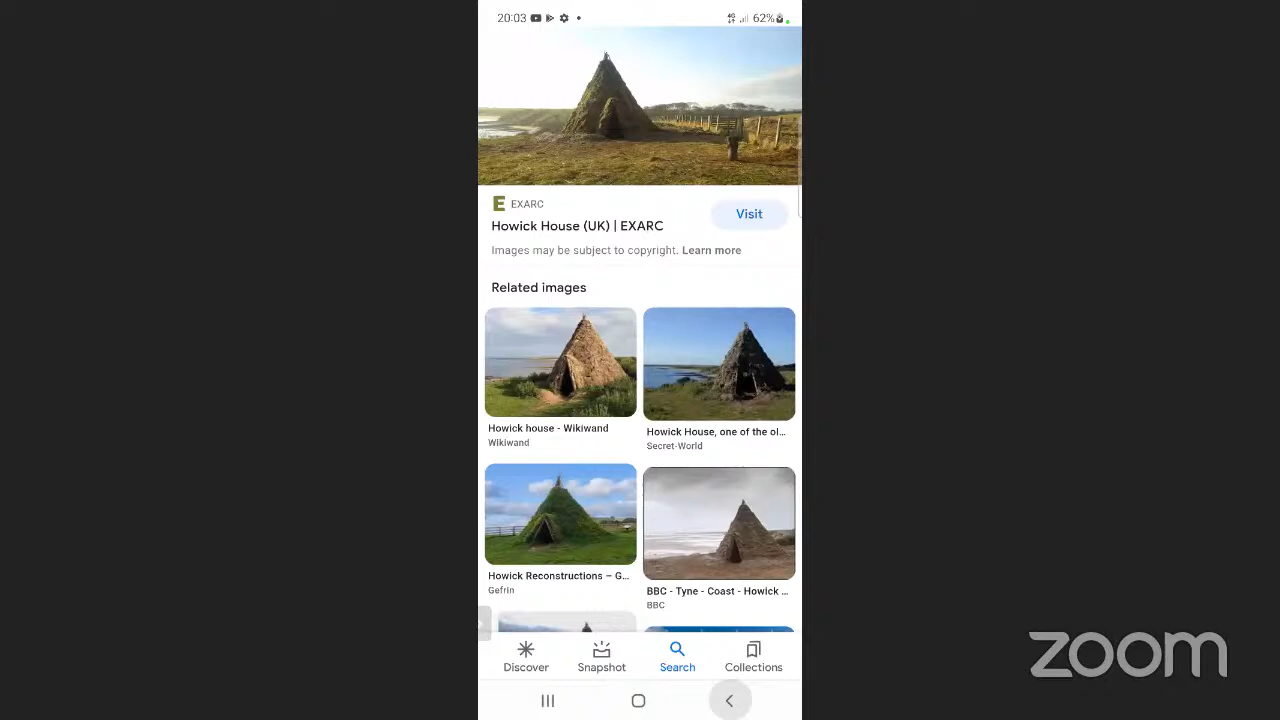 20:03
4G
62%
E EXARC
Howick House (UK) | EXARC
Visit
Images may be subject to copyright. Learn more
Related images
Howick house - Wikiwand
Wikiwand
Howick House, one of the ol...
Secret-World
Howick Reconstructions – G...
Gefrin
BBC - Tyne - Coast - Howick ...
BBC
Discover
Snapshot
Search
Collections
zoom